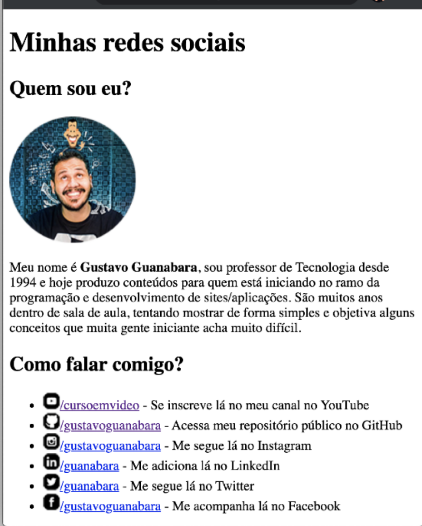 Minhas redes sociais
Quem sou eu?
Meu nome é Gustavo Guanabara, sou professor de Tecnologia desde
1994 e hoje produzo conteúdos para quem está iniciando no ramo da
programação e desenvolvimento de sites/aplicações. São muitos anos
dentro de sala de aula, tentando mostrar de forma simples e objetiva alguns
conceitos que muita gente iniciante acha muito difícil.
Como falar comigo?
/cursoemvideo - Se inscreve lá no meu canal no YouTube
/gustavoguanabara - Acessa meu repositório público no GitHub
/gustavoguanabara - Me segue lá no Instagram
/guanabara - Me adiciona lá no LinkedIn
/guanabara - Me segue lá no Twitter
/gustavoguanabara - Me acompanha lá no Facebook